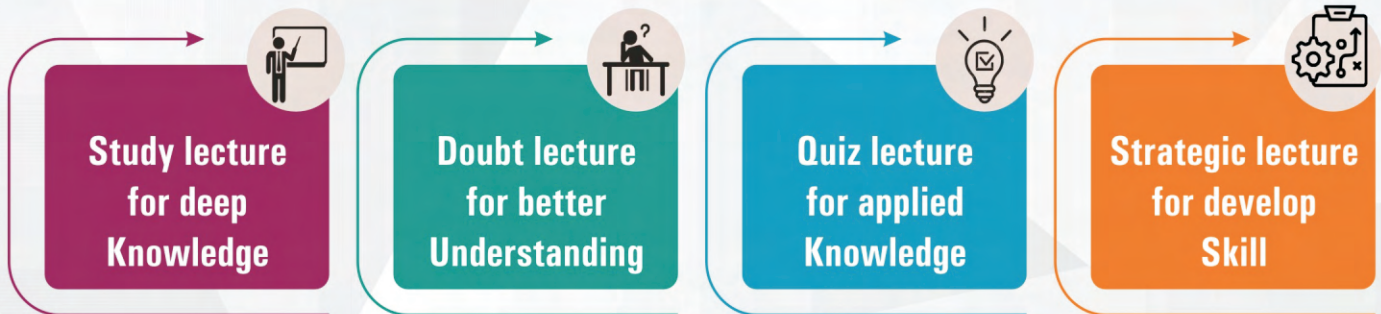 Study lecture
for deep
Knowledge
Doubt lecture
for better
Understanding
Quiz lecture
for applied
Knowledge
Strategic lecture
for develop
Skill